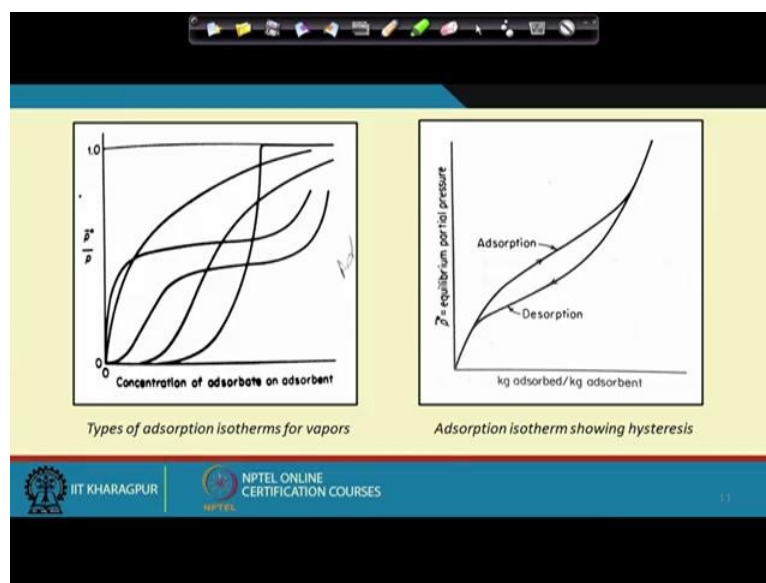 1.0
p̄*
p
0
0
Concentration of adsorbate on adsorbent
Types of adsorption isotherms for vapors
p̄* = equilibrium partial pressure
Adsorption
Desorption
kg adsorbed/kg adsorbent
Adsorption isotherm showing hysteresis
IIT KHARAGPUR
NPTEL
NPTEL ONLINE
CERTIFICATION COURSES
11